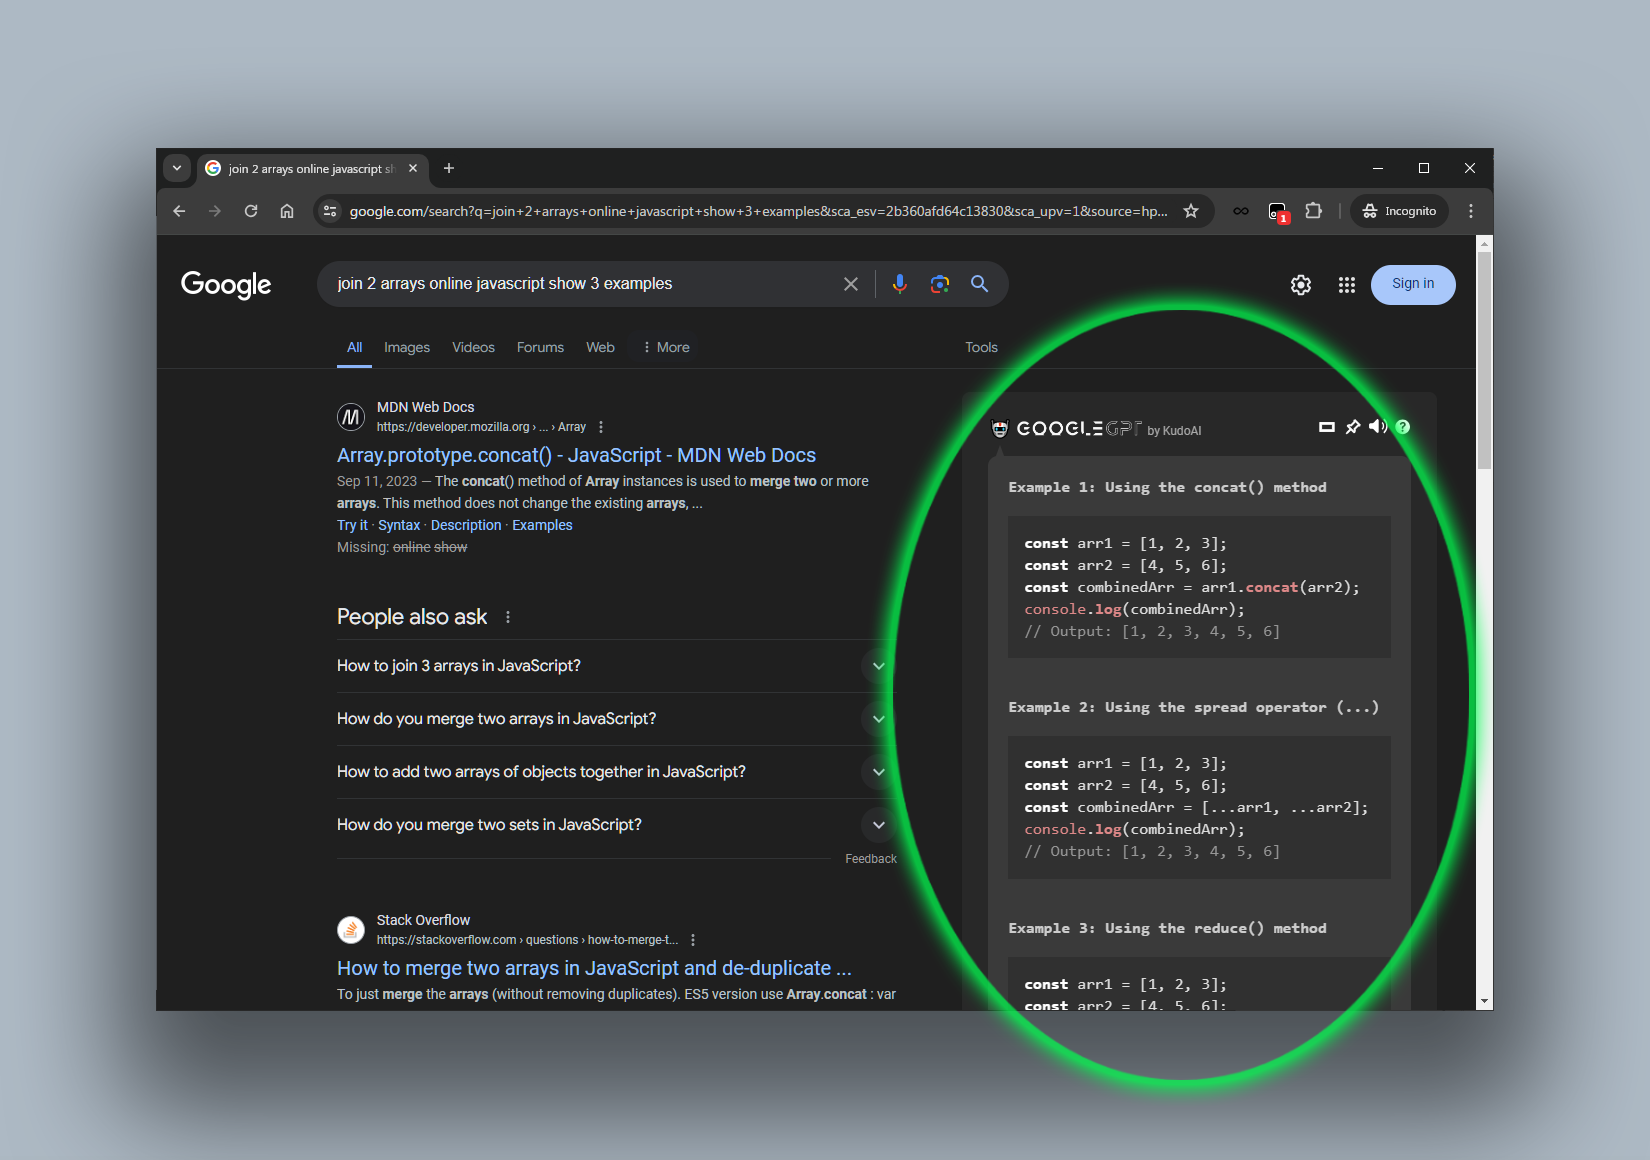 join 2 arrays online javascript sh
google.com/search?q=join+2+arrays+online+javascript+show+3+examples&sca_esv=2b360afd64c13830&sca_upv=1&source=hp...
1
Incognito
Google
join 2 arrays online javascript show 3 examples
Sign in
All Images Videos Forums Web More Tools
MDN Web Docs
https://developer.mozilla.org › ... › Array
Array.prototype.concat() - JavaScript - MDN Web Docs
Sep 11, 2023 — The concat() method of Array instances is used to merge two or more
arrays. This method does not change the existing arrays, ...
Try it · Syntax · Description · Examples
Missing: online show
People also ask
How to join 3 arrays in JavaScript?
How do you merge two arrays in JavaScript?
How to add two arrays of objects together in JavaScript?
How do you merge two sets in JavaScript?
Feedback
Stack Overflow
https://stackoverflow.com › questions › how-to-merge-t...
How to merge two arrays in JavaScript and de-duplicate ...
To just merge the arrays (without removing duplicates). ES5 version use Array.concat : var
GOOGLEGPT by KudoAI
?
Example 1: Using the concat() method
const arr1 = [1, 2, 3];
const arr2 = [4, 5, 6];
const combinedArr = arr1.concat(arr2);
console.log(combinedArr);
// Output: [1, 2, 3, 4, 5, 6]
Example 2: Using the spread operator (...)
const arr1 = [1, 2, 3];
const arr2 = [4, 5, 6];
const combinedArr = [...arr1, ...arr2];
console.log(combinedArr);
// Output: [1, 2, 3, 4, 5, 6]
Example 3: Using the reduce() method
const arr1 = [1, 2, 3];
const arr2 = [4, 5, 6];